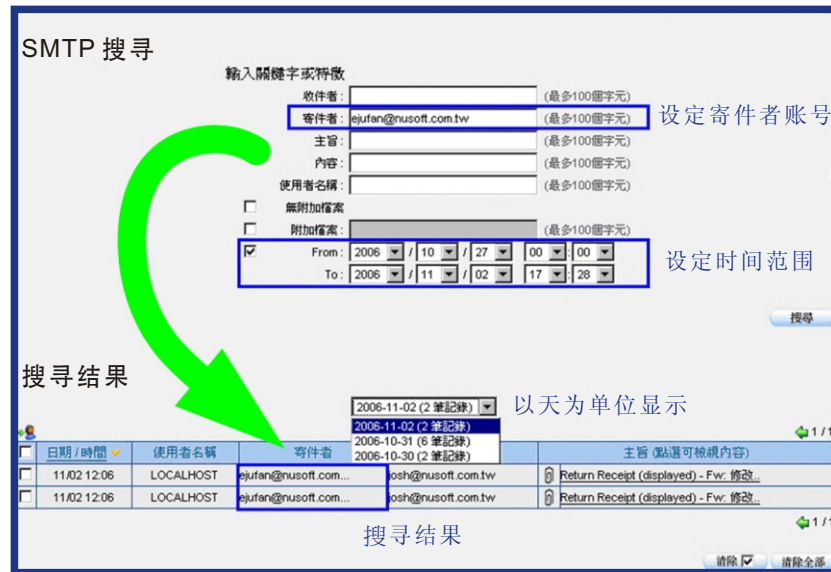 SMTP 搜寻
輸入關鍵字或特徵
收件者: (最多100個字元)
寄件者: ejufan@nusoft.com.tw (最多100個字元) 设定寄件者账号
主旨: (最多100個字元)
內容: (最多100個字元)
使用者名稱: (最多100個字元)
無附加檔案
附加檔案: (最多100個字元)
From: 2006 / 10 / 27 00 : 00
To: 2006 / 11 / 02 17 : 28
设定时间范围
搜尋
搜寻结果
2006-11-02 (2 筆記錄) 以天为单位显示
2006-11-02 (2 筆記錄)
2006-10-31 (6 筆記錄)
2006-10-30 (2 筆記錄)
1 / 1
日期 / 時間 使用者名稱 寄件者 主旨 (點選可檢視內容)
11/02 12:06 LOCALHOST ejufan@nusoft.com... josh@nusoft.com.tw Return Receipt (displayed) - Fw: 修改..
11/02 12:06 LOCALHOST ejufan@nusoft.com... josh@nusoft.com.tw Return Receipt (displayed) - Fw: 修改..
搜寻结果
1 / 1
清除 清除全部